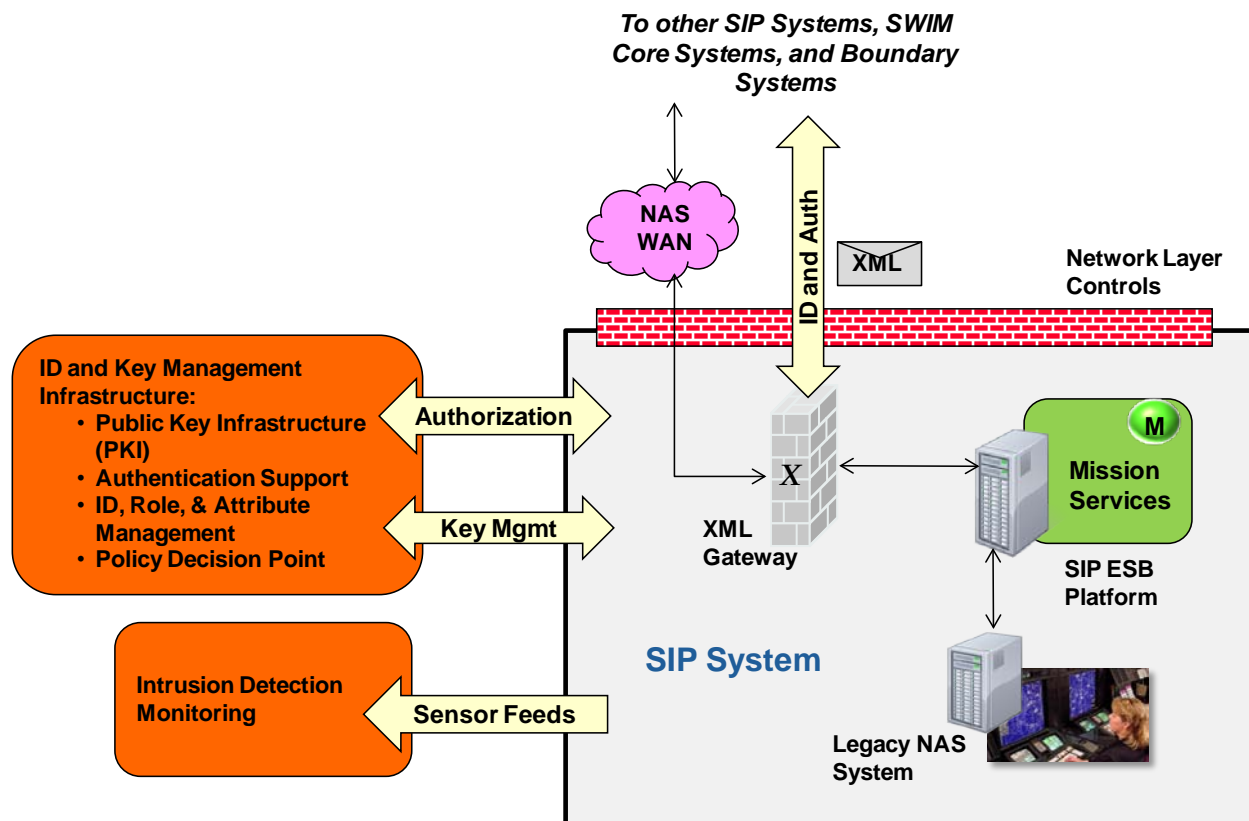 To other SIP Systems, SWIM
Core Systems, and Boundary
Systems
NAS
WAN
ID and Auth
XML
Network Layer
Controls
ID and Key Management
Infrastructure:
• Public Key Infrastructure
(PKI)
• Authentication Support
• ID, Role, & Attribute
Management
• Policy Decision Point
Authorization
Key Mgmt
X
XML
Gateway
M
Mission
Services
SIP ESB
Platform
SIP System
Intrusion Detection
Monitoring
Sensor Feeds
Legacy NAS
System